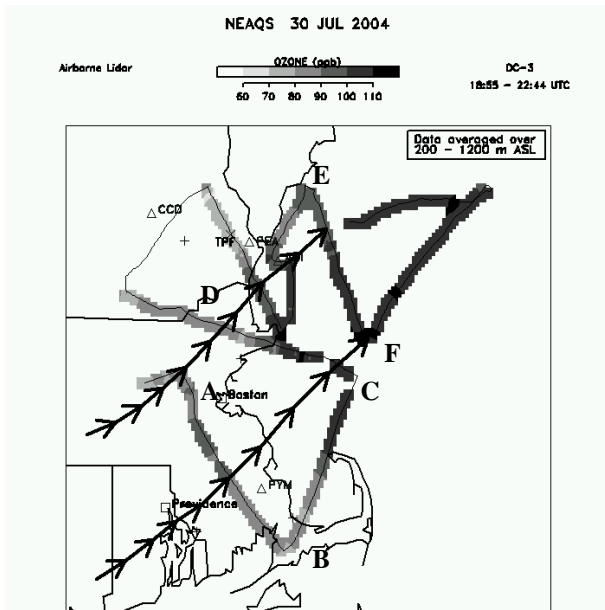 NEAQS 30 JUL 2004
OZONE (ppb)
Airborne Lidar
DC-3
60 70 80 90 100 110
18:55 - 22:44 UTC
Data averaged over
200 - 1200 m ASL
E
CCD
TPF
PEA
D
F
A
Boston
C
PYM
Providence
B